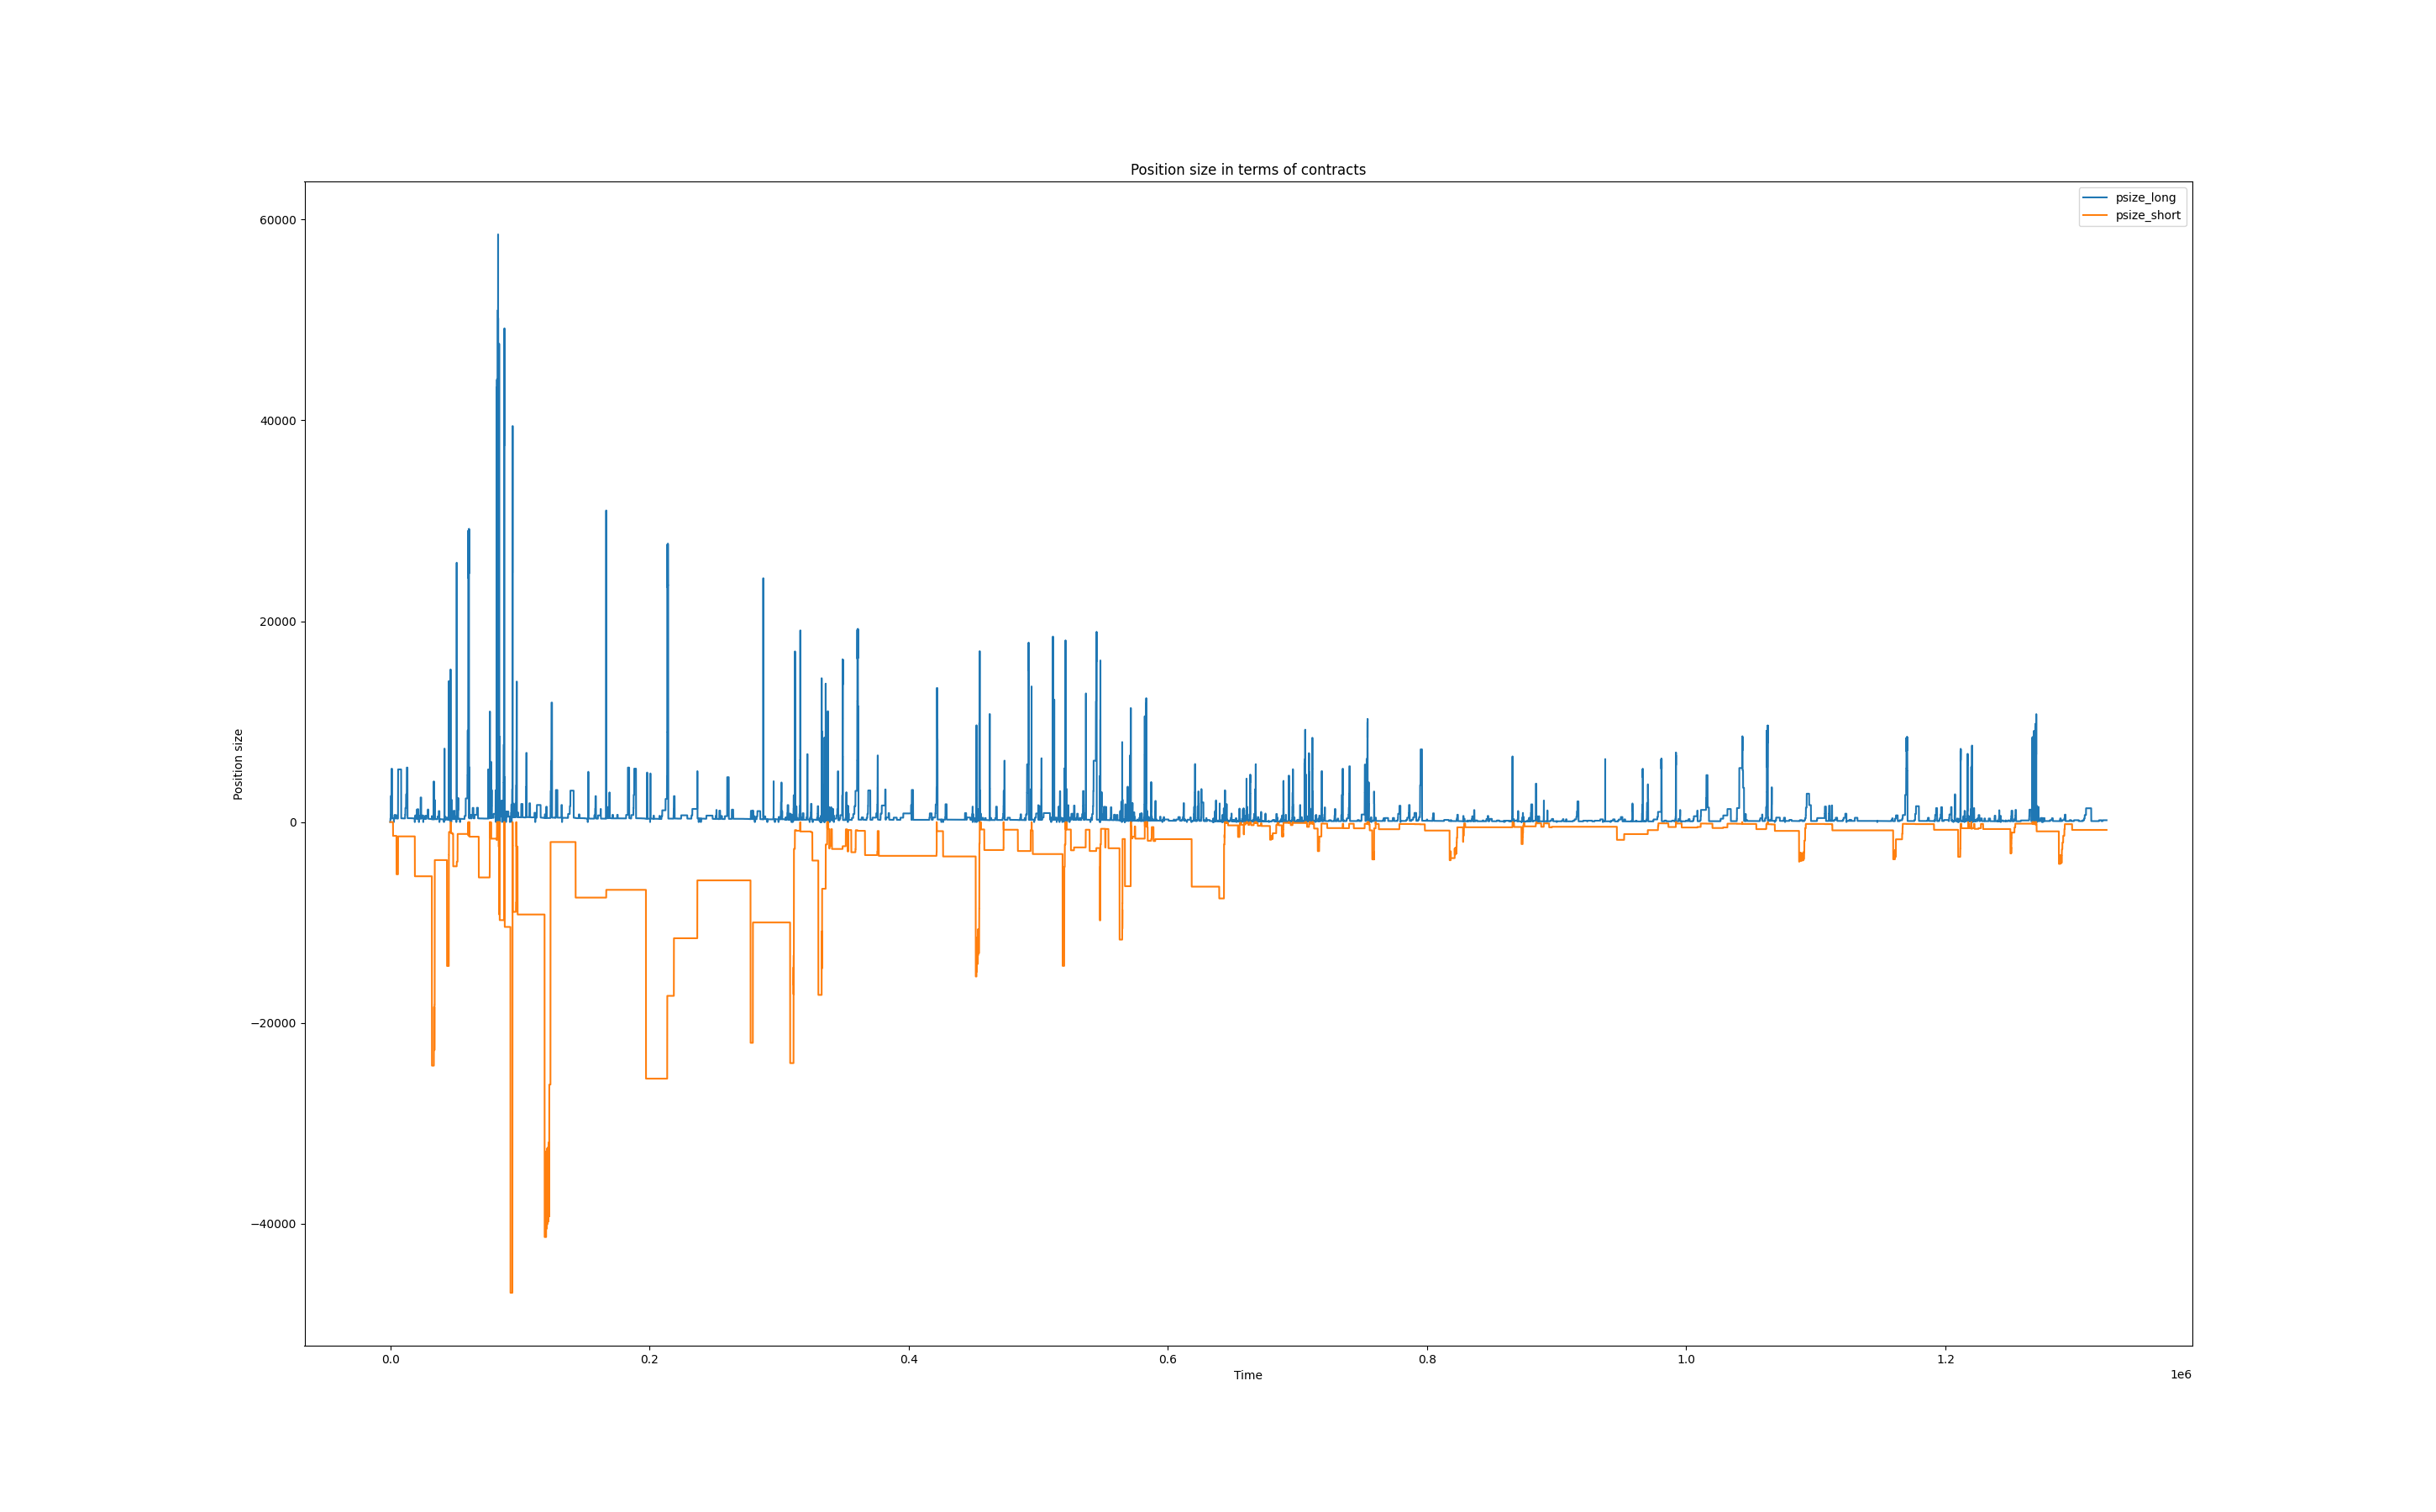 Position size in terms of contracts
psize_long
psize_short
60000
40000
20000
0
−20000
−40000
Position size
0.0
0.2
0.4
0.6
0.8
1.0
1.2
1e6
Time